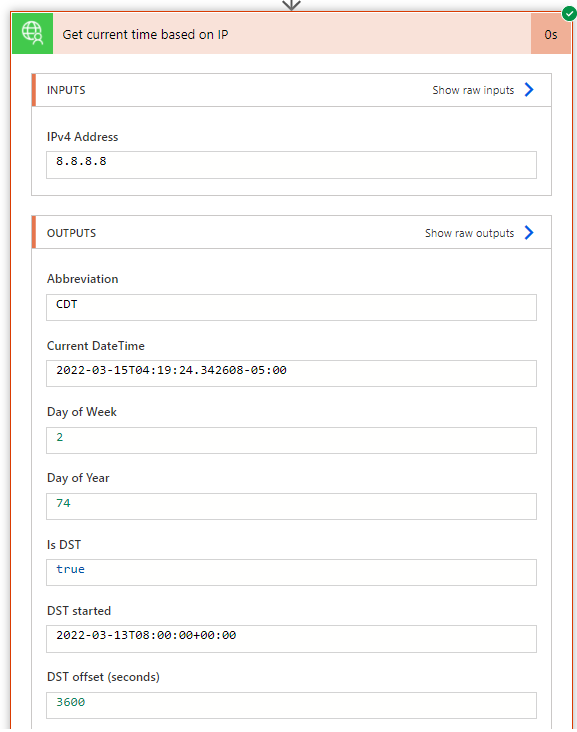 Get current time based on IP
0s
INPUTS
Show raw inputs
IPv4 Address
8.8.8.8
OUTPUTS
Show raw outputs
Abbreviation
CDT
Current DateTime
2022-03-15T04:19:24.342608-05:00
Day of Week
2
Day of Year
74
Is DST
true
DST started
2022-03-13T08:00:00+00:00
DST offset (seconds)
3600